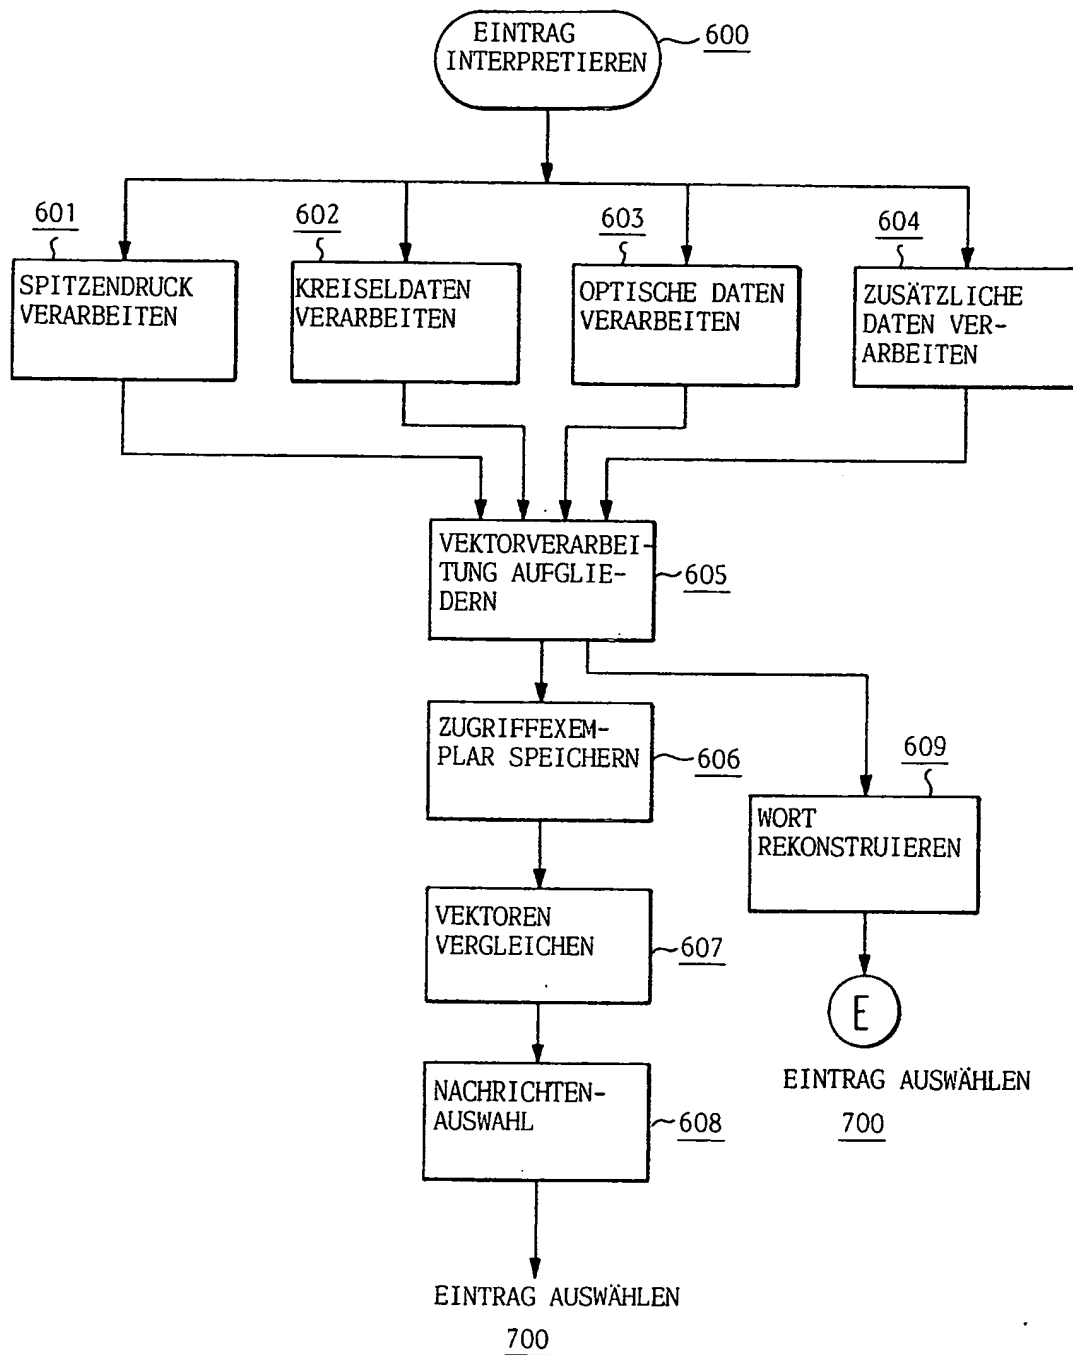 EINTRAG
INTERPRETIEREN
600
601
602
603
604
SPITZENDRUCK
VERARBEITEN
KREISELDATEN
VERARBEITEN
OPTISCHE DATEN
VERARBEITEN
ZUSÄTZLICHE
DATEN VER-
ARBEITEN
VEKTORVERARBEI-
TUNG AUFGLIE-
DERN
605
ZUGRIFFEXEM-
PLAR SPEICHERN
606
609
WORT
REKONSTRUIEREN
VEKTOREN
VERGLEICHEN
607
E
EINTRAG AUSWÄHLEN
700
NACHRICHTEN-
AUSWAHL
608
EINTRAG AUSWÄHLEN
700